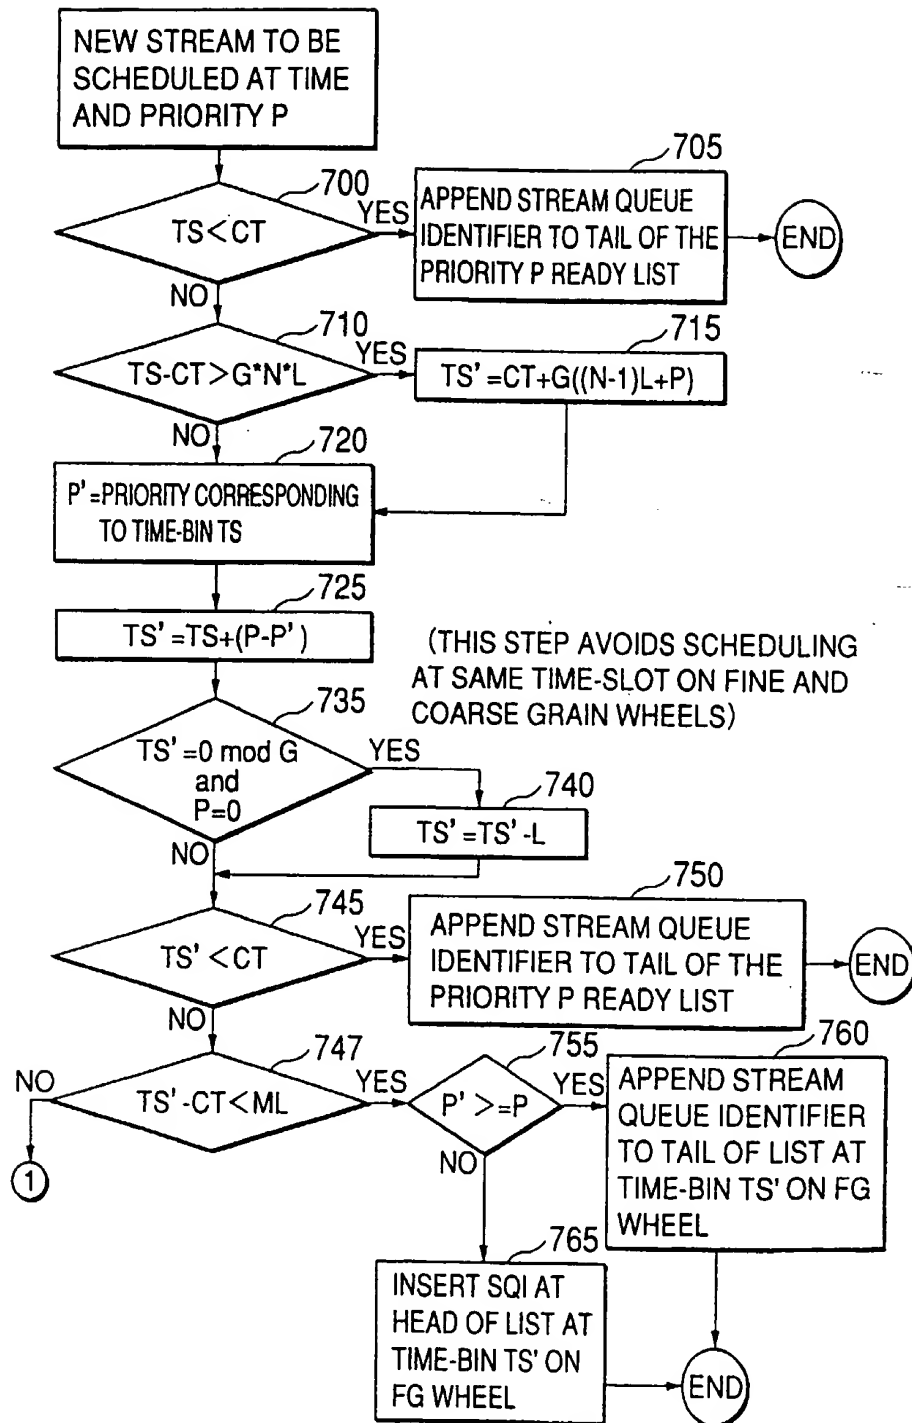 NEW STREAM TO BE
SCHEDULED AT TIME
AND PRIORITY P
700
TS<CT
YES
NO
705
APPEND STREAM QUEUE
IDENTIFIER TO TAIL OF THE
PRIORITY P READY LIST
END
710
TS-CT>G*N*L
YES
NO
715
TS'=CT+G((N-1)L+P)
720
P'=PRIORITY CORRESPONDING
TO TIME-BIN TS
725
TS'=TS+(P-P')
(THIS STEP AVOIDS SCHEDULING
AT SAME TIME-SLOT ON FINE AND
COARSE GRAIN WHEELS)
735
TS'=0 mod G
and
P=0
YES
NO
740
TS'=TS'-L
745
TS'<CT
YES
NO
750
APPEND STREAM QUEUE
IDENTIFIER TO TAIL OF THE
PRIORITY P READY LIST
END
747
TS'-CT<ML
NO
YES
1
755
P'>=P
YES
NO
760
APPEND STREAM
QUEUE IDENTIFIER
TO TAIL OF LIST AT
TIME-BIN TS' ON FG
WHEEL
765
INSERT SQI AT
HEAD OF LIST AT
TIME-BIN TS' ON
FG WHEEL
END